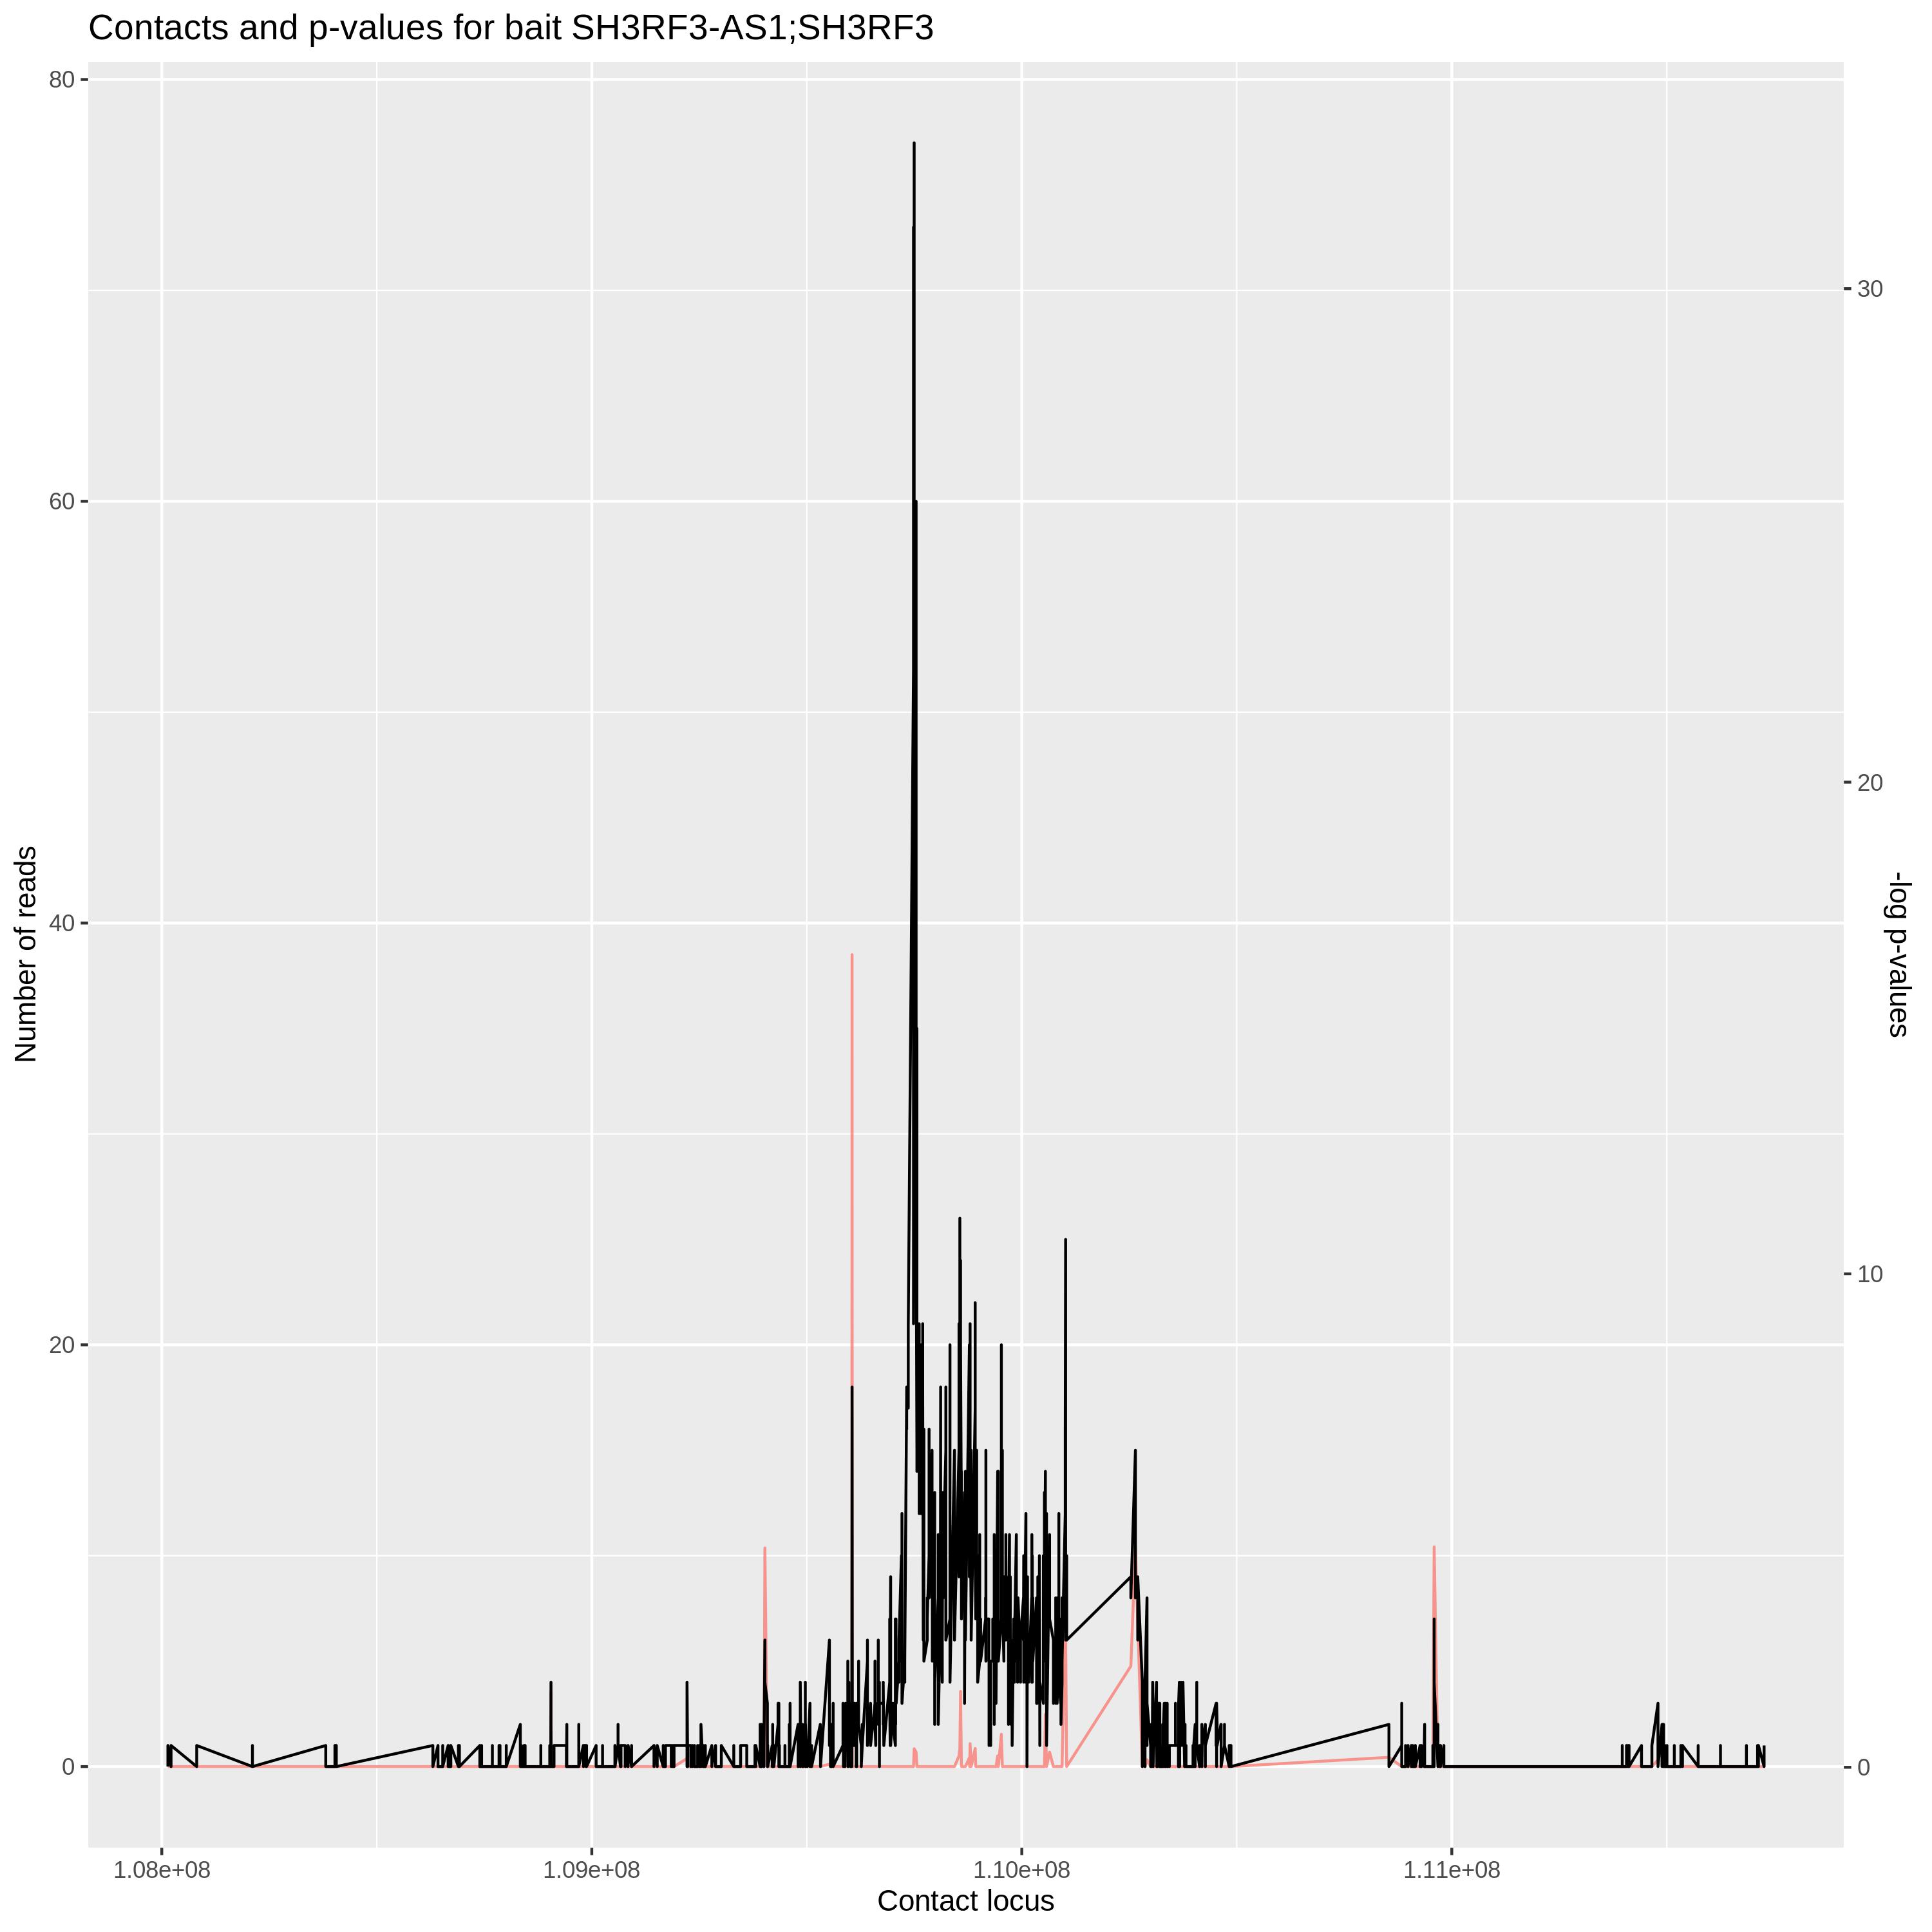 Contacts and p-values for bait SH3RF3-AS1;SH3RF3
80
60
40
20
0
Number of reads
30
20
10
0
-log p-values
1.08e+08
1.09e+08
1.10e+08
1.11e+08
Contact locus